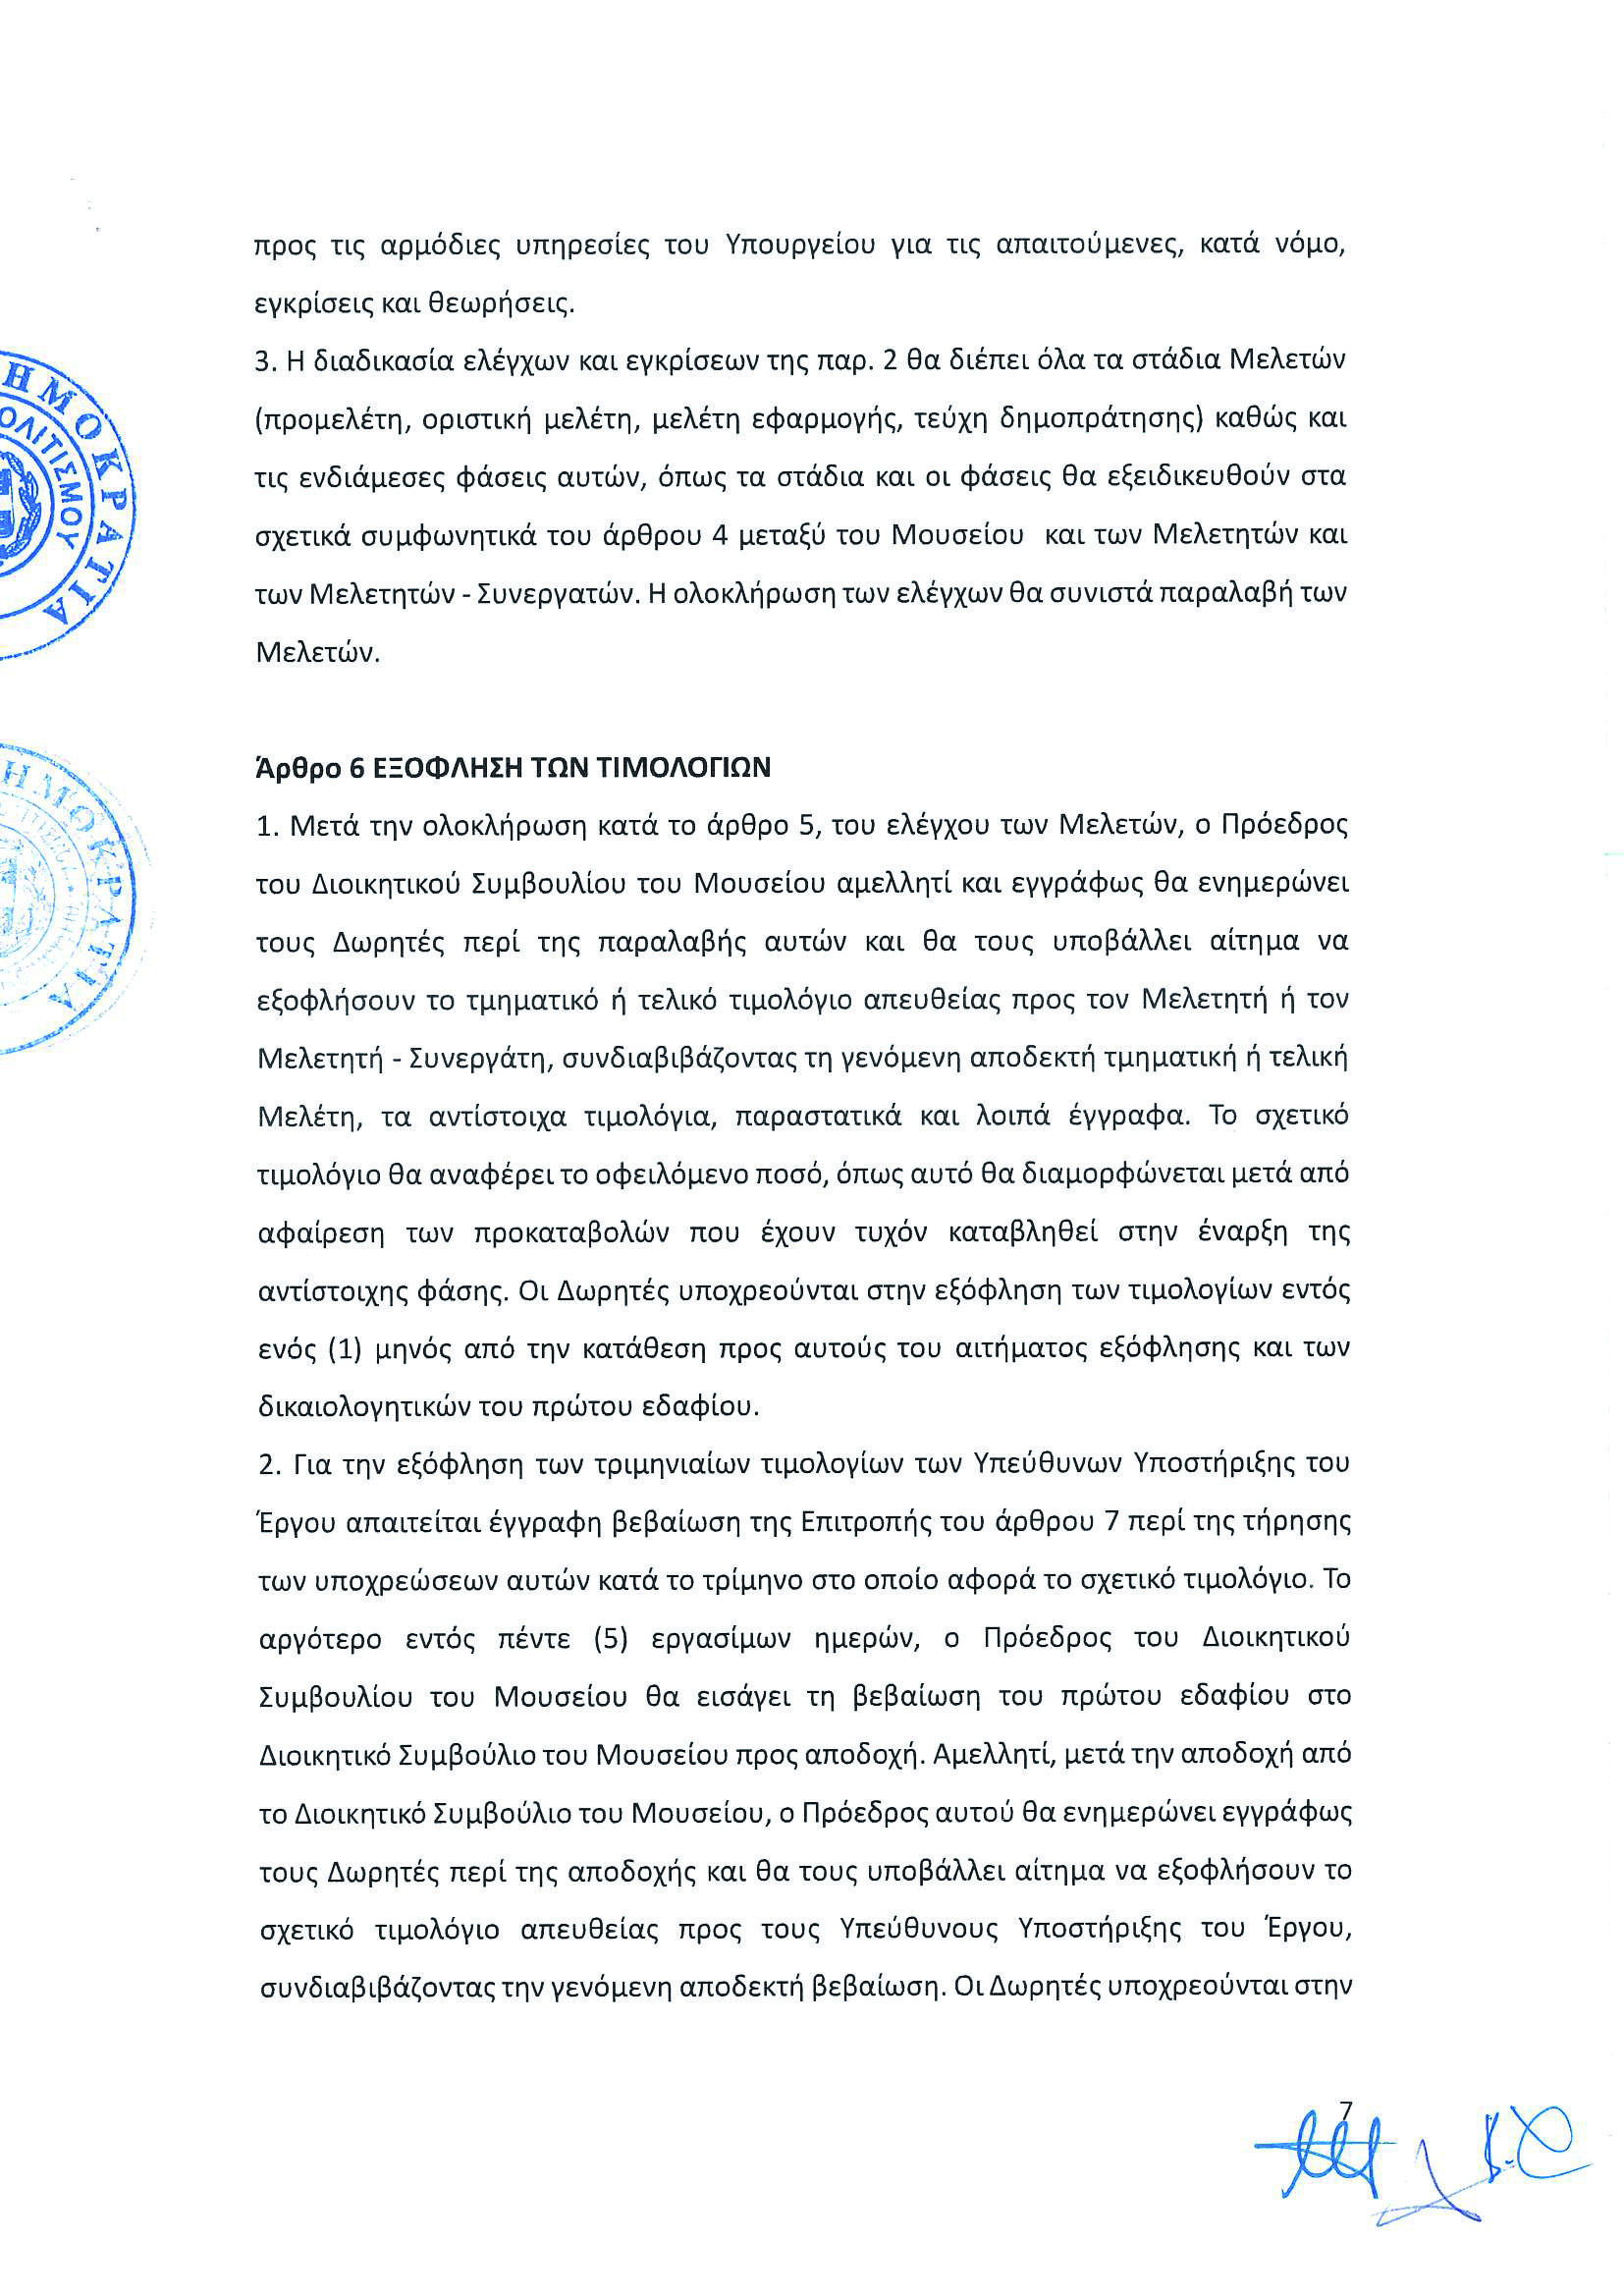 προς τις αρμόδιες υπηρεσίες του Υπουργείου για τις απαιτούμενες, κατά νόμο,
εγκρίσεις και θεωρήσεις.
3. Η διαδικασία ελέγχων και εγκρίσεων της παρ. 2 θα διέπει όλα τα στάδια Μελετών
(προμελέτη, οριστική μελέτη, μελέτη εφαρμογής, τεύχη δημοπράτησης) καθώς και
τις ενδιάμεσες φάσεις αυτών, όπως τα στάδια και οι φάσεις θα εξειδικευθούν στα
σχετικά συμφωνητικά του άρθρου 4 μεταξύ του Μουσείου και των Μελετητών και
των Μελετητών - Συνεργατών. Η ολοκλήρωση των ελέγχων θα συνιστά παραλαβή των
Μελετών.
Άρθρο 6 ΕΞΟΦΛΗΣΗ ΤΩΝ ΤΙΜΟΛΟΓΙΩΝ
1. Μετά την ολοκλήρωση κατά το άρθρο 5, του ελέγχου των Μελετών, ο Πρόεδρος
του Διοικητικού Συμβουλίου του Μουσείου αμελλητί και εγγράφως θα ενημερώνει
τους Δωρητές περί της παραλαβής αυτών και θα τους υποβάλλει αίτημα να
εξοφλήσουν το τμηματικό ή τελικό τιμολόγιο απευθείας προς τον Μελετητή ή τον
Μελετητή - Συνεργάτη, συνδιαβιβάζοντας τη γενόμενη αποδεκτή τμηματική ή τελική
Μελέτη, τα αντίστοιχα τιμολόγια, παραστατικά και λοιπά έγγραφα. Το σχετικό
τιμολόγιο θα αναφέρει το οφειλόμενο ποσό, όπως αυτό θα διαμορφώνεται μετά από
αφαίρεση των προκαταβολών που έχουν τυχόν καταβληθεί στην έναρξη της
αντίστοιχης φάσης. Οι Δωρητές υποχρεούνται στην εξόφληση των τιμολογίων εντός
ενός (1) μηνός από την κατάθεση προς αυτούς του αιτήματος εξόφλησης και των
δικαιολογητικών του πρώτου εδαφίου.
2. Για την εξόφληση των τριμηνιαίων τιμολογίων των Υπεύθυνων Υποστήριξης του
Έργου απαιτείται έγγραφη βεβαίωση της Επιτροπής του άρθρου 7 περί της τήρησης
των υποχρεώσεων αυτών κατά το τρίμηνο στο οποίο αφορά το σχετικό τιμολόγιο. Το
αργότερο εντός πέντε (5) εργασίμων ημερών, ο Πρόεδρος του Διοικητικού
Συμβουλίου του Μουσείου θα εισάγει τη βεβαίωση του πρώτου εδαφίου στο
Διοικητικό Συμβούλιο του Μουσείου προς αποδοχή. Αμελλητί, μετά την αποδοχή από
το Διοικητικό Συμβούλιο του Μουσείου, ο Πρόεδρος αυτού θα ενημερώνει εγγράφως
τους Δωρητές περί της αποδοχής και θα τους υποβάλλει αίτημα να εξοφλήσουν το
σχετικό τιμολόγιο απευθείας προς τους Υπεύθυνους Υποστήριξης του Έργου,
συνδιαβιβάζοντας την γενόμενη αποδεκτή βεβαίωση. Οι Δωρητές υποχρεούνται στην
7
ΗΜΟΚΡΑΤΙΑ
ΟΛΙΤΙΣΜΟΥ
ΗΜΟΚΡΑΤΙΑ